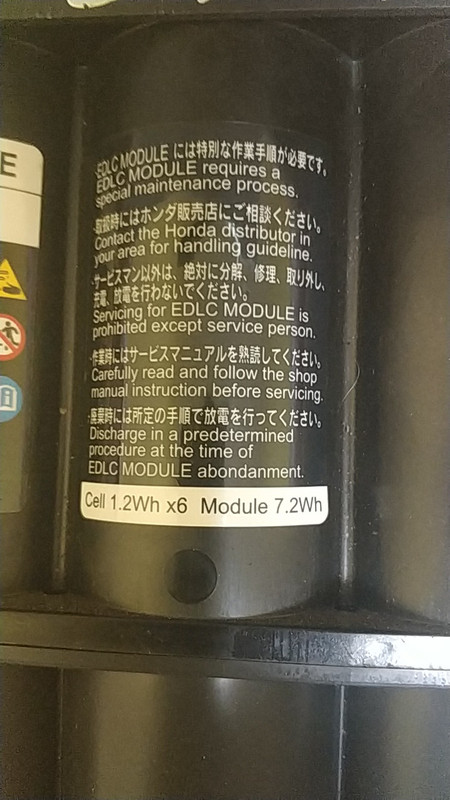 E
・EDLC MODULE には特別な作業手順が必要です。
EDLC MODULE requires a
special maintenance process.
・取扱時にはホンダ販売店にご相談ください。
Contact the Honda distributor in
your area for handling guideline.
・サービスマン以外は、絶対に分解、修理、取り外し、
充電、放電を行わないでください。
Servicing for EDLC MODULE is
prohibited except service person.
・作業時にはサービスマニュアルを熟読してください。
Carefully read and follow the shop
manual instruction before servicing.
・廃棄時には所定の手順で放電を行ってください。
Discharge in a predetermined
procedure at the time of
EDLC MODULE abondanment.
Cell 1.2Wh x6 Module 7.2Wh